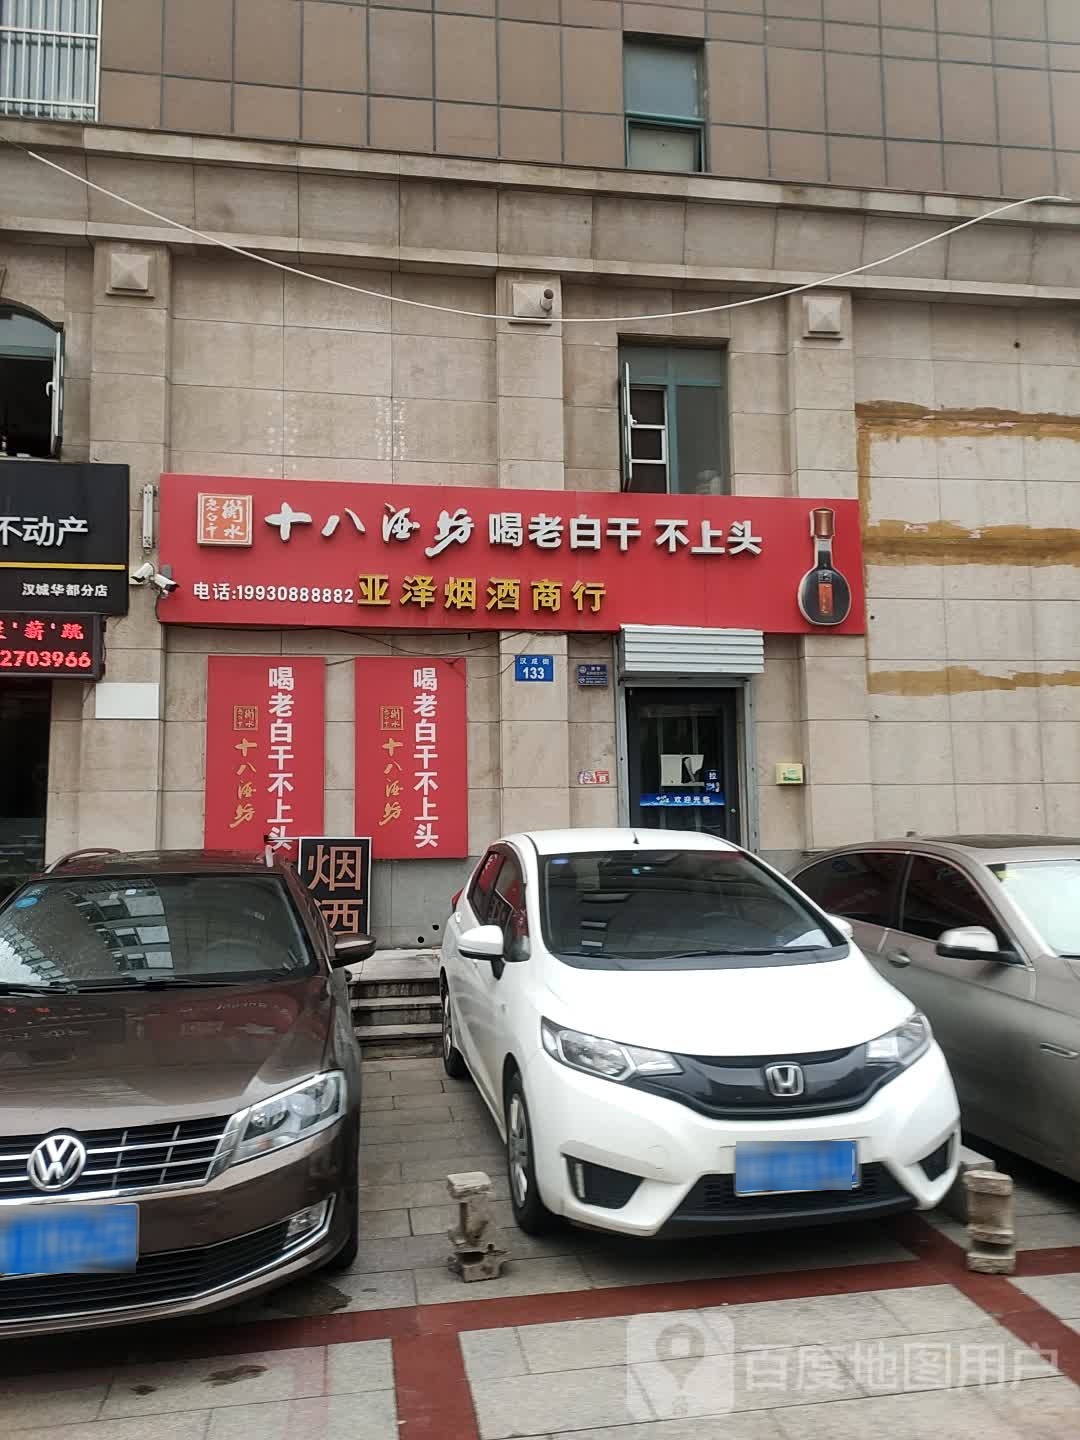 不动产
汉城华都分店
'薪'跳
2703966
衡水
老白干
十八酒坊 喝老白干 不上头
电话:19930888882 亚泽烟酒商行
喝老白干不上头
衡水
老白干
十八酒坊
喝老白干不上头
衡水
老白干
十八酒坊
汉成街
133
拉
欢迎光临
烟酒
百度地图用户